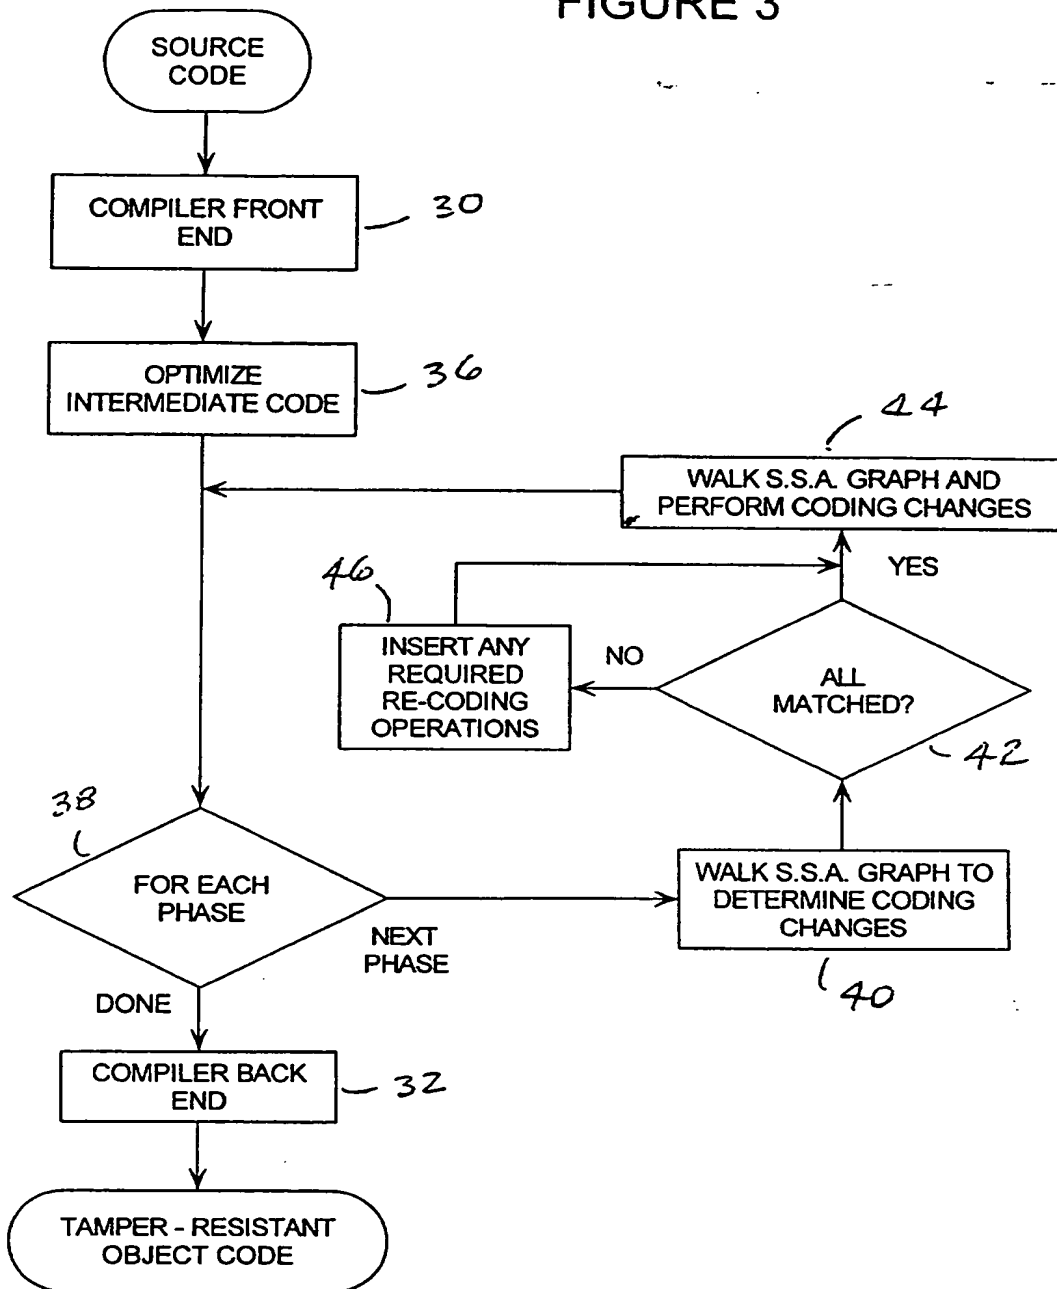 FIGURE 3
SOURCE
CODE
COMPILER FRONT
END
30
OPTIMIZE
INTERMEDIATE CODE
36
44
WALK S.S.A. GRAPH AND
PERFORM CODING CHANGES
46
YES
INSERT ANY
REQUIRED
RE-CODING
OPERATIONS
NO
ALL
MATCHED?
42
38
FOR EACH
PHASE
NEXT
PHASE
WALK S.S.A. GRAPH TO
DETERMINE CODING
CHANGES
40
DONE
COMPILER BACK
END
32
TAMPER - RESISTANT
OBJECT CODE